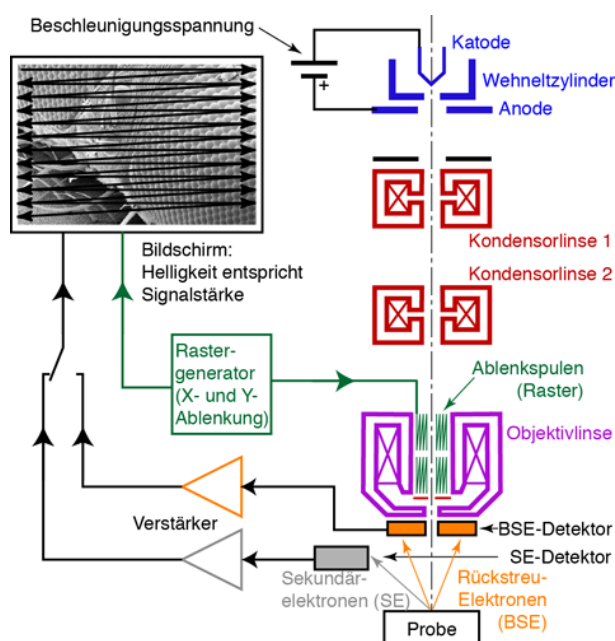 Beschleunigungsspannung
Katode
Wehneltzylinder
Anode
+
Kondensorlinse 1
Bildschirm:
Helligkeit entspricht
Signalstärke
Kondensorlinse 2
Raster-
generator
(X- und Y-
Ablenkung)
Ablenkspulen
(Raster)
Objektivlinse
Verstärker
BSE-Detektor
SE-Detektor
Sekundär-
elektronen (SE)
Rückstreu-
Elektronen
(BSE)
Probe